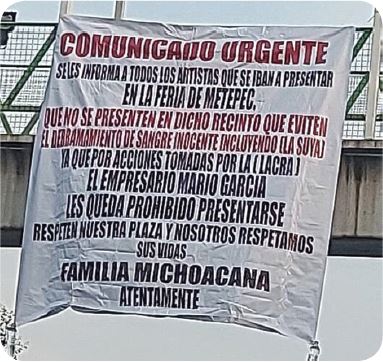 COMUNICADO URGENTE
SE LES INFORMA A TODOS LOS ARTISTAS QUE SE IBAN A PRESENTAR
EN LA FERIA DE METEPEC,
QUE NO SE PRESENTEN EN DICHO RECINTO QUE EVITEN
EL DERRAMAMIENTO DE SANGRE INOCENTE INCLUYENDO (LA SUYA)
YA QUE POR ACCIONES TOMADAS POR LA (LACRA)
EL EMPRESARIO MARIO GARCIA
LES QUEDA PROHIBIDO PRESENTARSE
RESPETEN NUESTRA PLAZA Y NOSOTROS RESPETAMOS
SUS VIDAS
FAMILIA MICHOACANA
ATENTAMENTE